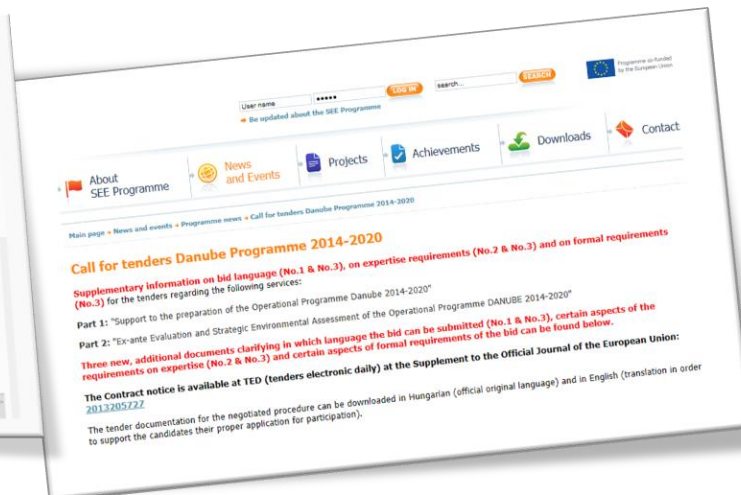 User name ••••• LOG IN search... SEARCH
Programme co-funded
by the European Union
Be updated about the SEE Programme
About
SEE Programme
News
and Events
Projects
Achievements
Downloads
Contact
Main page News and events Programme news Call for tenders Danube Programme 2014-2020
Call for tenders Danube Programme 2014-2020
Supplementary information on bid language (No.1 & No.3), on expertise requirements (No.2 & No.3) and on formal requirements
(No.3) for the tenders regarding the following services:
Part 1: "Support to the preparation of the Operational Programme Danube 2014-2020"
Part 2: "Ex-ante Evaluation and Strategic Environmental Assessment of the Operational Programme DANUBE 2014-2020"
Three new, additional documents clarifying in which language the bid can be submitted (No.1 & No.3), certain aspects of the
requirements on expertise (No.2 & No.3) and certain aspects of formal requirements of the bid can be found below.
The Contract notice is available at TED (tenders electronic daily) at the Supplement to the Official Journal of the European Union:
2013205727
The tender documentation for the negotiated procedure can be downloaded in Hungarian (official original language) and in English (translation in order
to support the candidates their proper application for participation).